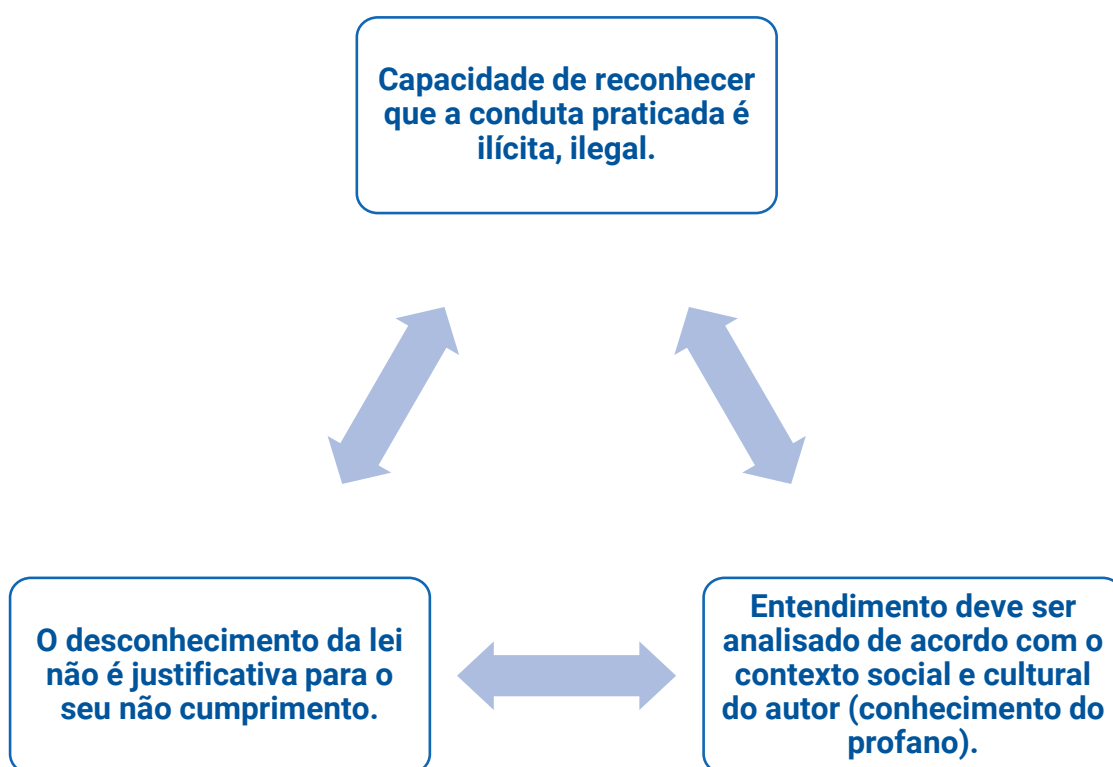 Capacidade de reconhecer
que a conduta praticada é
ilícita, ilegal.
O desconhecimento da lei
não é justificativa para o
seu não cumprimento.
Entendimento deve ser
analisado de acordo com o
contexto social e cultural
do autor (conhecimento do
profano).